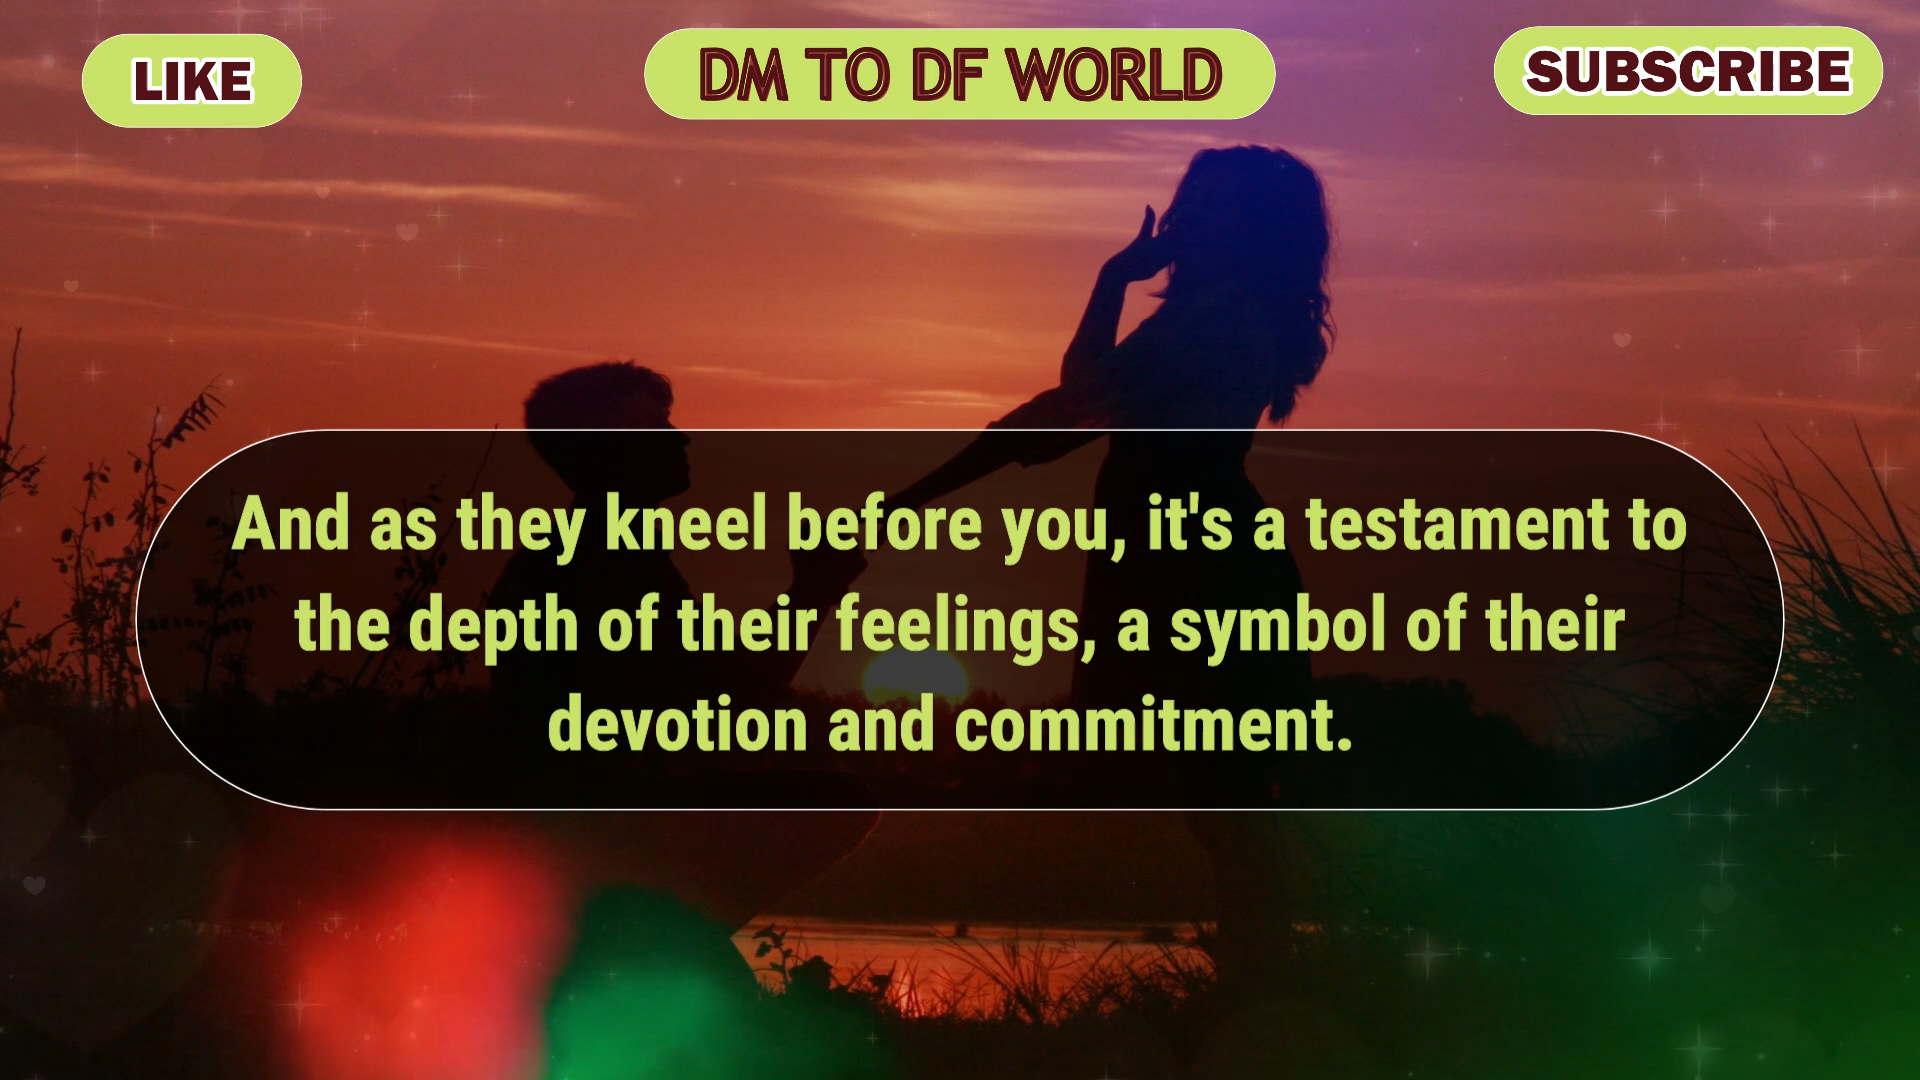 LIKE
DM TO DF WORLD
SUBSCRIBE
And as they kneel before you, it's a testament to
the depth of their feelings, a symbol of their
devotion and commitment.